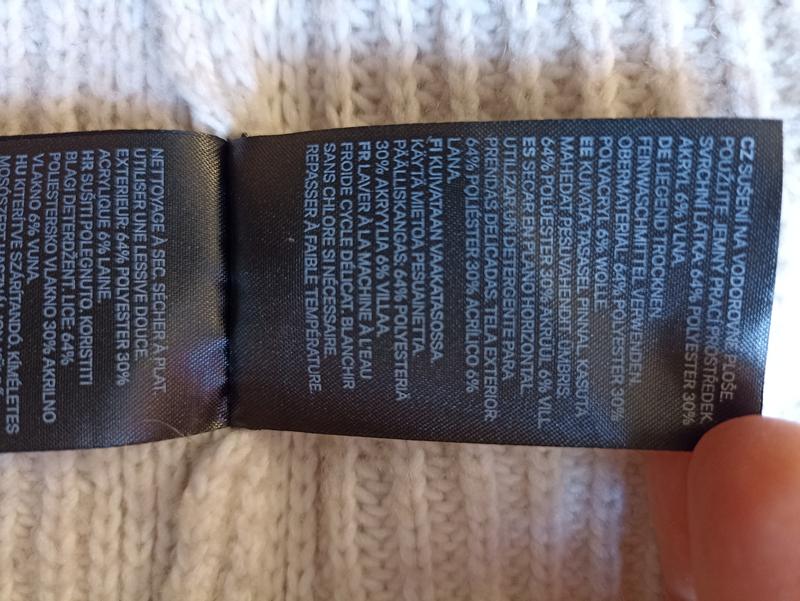 CZ SUŠENÍ NA VODOROVNÉ PLOŠE.
POUŽIJTE JEMNÝ PRACÍ PROSTŘEDEK.
SVRCHNÍ LÁTKA: 64% POLYESTER 30%
AKRYL 6% VLNA.
DE LIEGEND TROCKNEN.
FEINWASCHMITTEL VERWENDEN.
OBERMATERIAL: 64% POLYESTER 30%
POLYACRYL 6% WOLLE
EE KUIVATA TASASEL PINNAL. KASUTA
MAHEDAT PESUVAHENDIT. ÜMBRIS:
64% POLÜESTER 30% AKRÜÜL 6% VILL
ES SECAR EN PLANO HORIZONTAL.
UTILIZAR UN DETERGENTE PARA
PRENDAS DELICADAS. TELA EXTERIOR:
64% POLIÉSTER 30% ACRÍLICO 6%
LANA.
FI KUIVATAAN VAAKATASOSSA.
KÄYTÄ MIETOA PESUAINETTA.
PÄÄLLISKANGAS: 64% POLYESTERIÄ
30% AKRYYLIA 6% VILLAA.
FR LAVER À LA MACHINE À L'EAU
FROIDE CYCLE DÉLICAT. BLANCHIR
SANS CHLORE SI NÉCESSAIRE.
REPASSER À FAIBLE TEMPÉRATURE.
NETTOYAGE À SEC. SÉCHER À PLAT.
UTILISER UNE LESSIVE DOUCE.
EXTÉRIEUR: 64% POLYESTER 30%
ACRYLIQUE 6% LAINE.
HR SUŠITI POLEGNUTO. KORISTITI
BLAGI DETERDŽENT. LICE: 64%
POLIESTERSKO VLAKNO 30% AKRILNO
VLAKNO 6% VUNA.
HU KITERÍTVE SZÁRÍTANDÓ. KÍMÉLETES